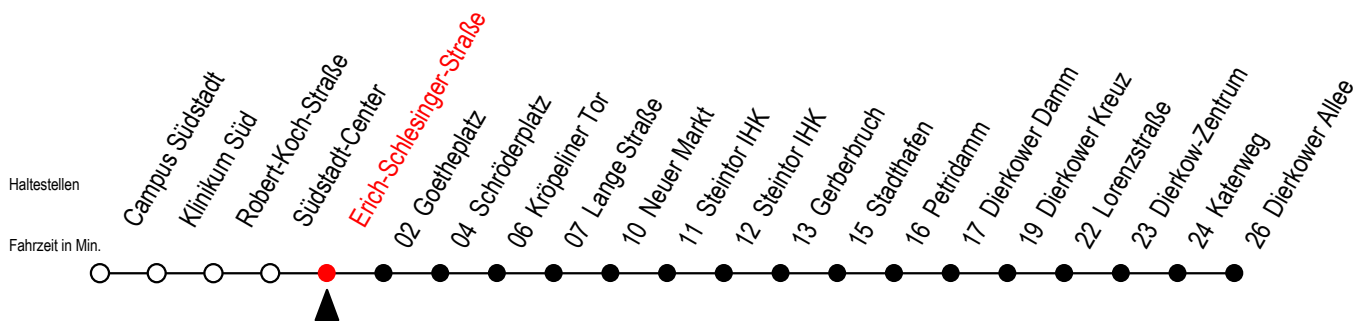 Haltestellen
Fahrzeit in Min.
Campus Südstadt
Klinikum Süd
Robert-Koch-Straße
Südstadt-Center
Erich-Schlesinger-Straße
02 Goetheplatz
04 Schröderplatz
06 Kröpeliner Tor
07 Lange Straße
10 Neuer Markt
11 Steintor IHK
12 Steintor IHK
13 Gerberbruch
15 Stadthafen
16 Petridamm
17 Dierkower Damm
19 Dierkower Kreuz
22 Lorenzstraße
23 Dierkow-Zentrum
24 Katerweg
26 Dierkower Allee